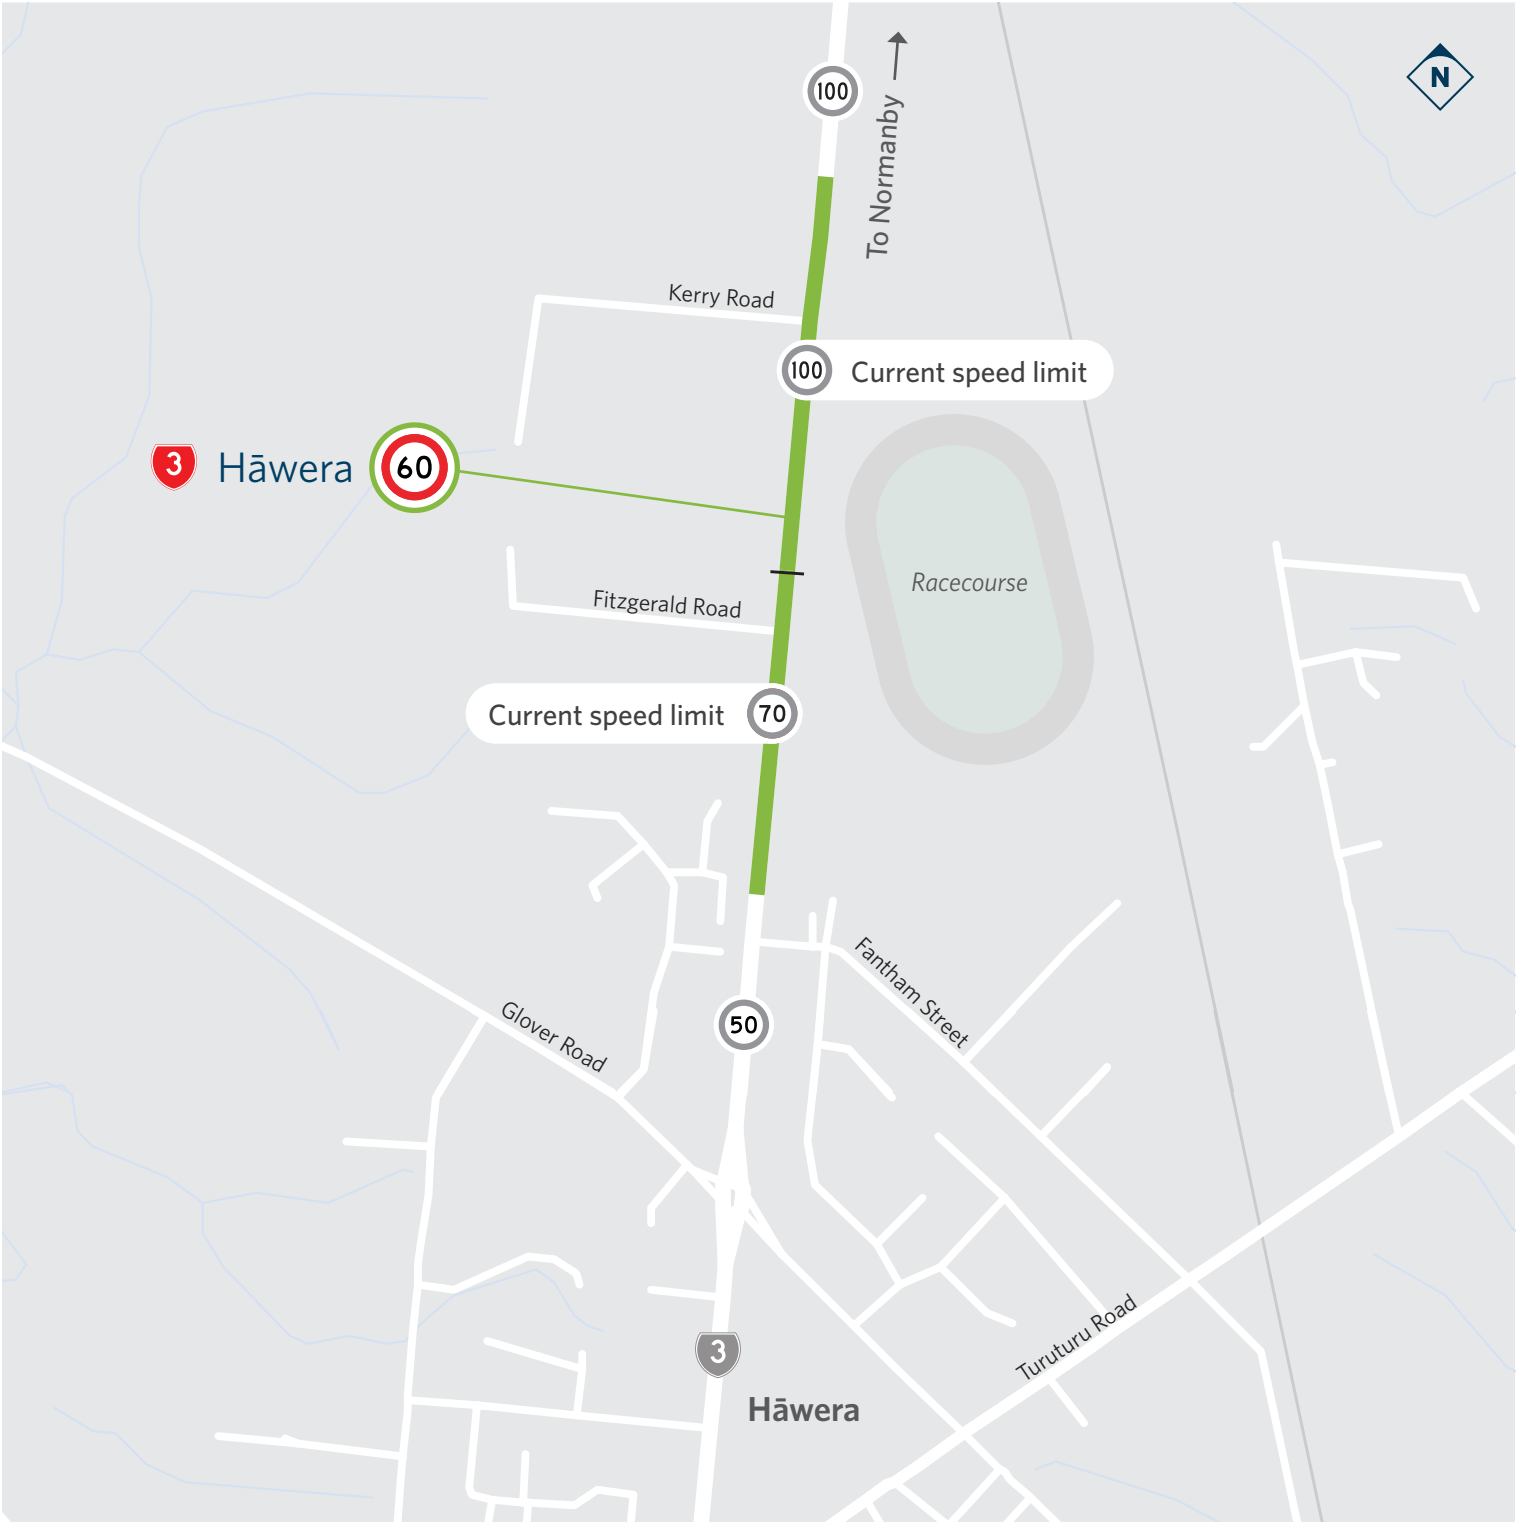 N
100
To Normanby
Kerry Road
100 Current speed limit
3 Hāwera 60
Racecourse
Fitzgerald Road
Current speed limit 70
Fantham Street
Glover Road
50
Turuturu Road
3
Hāwera